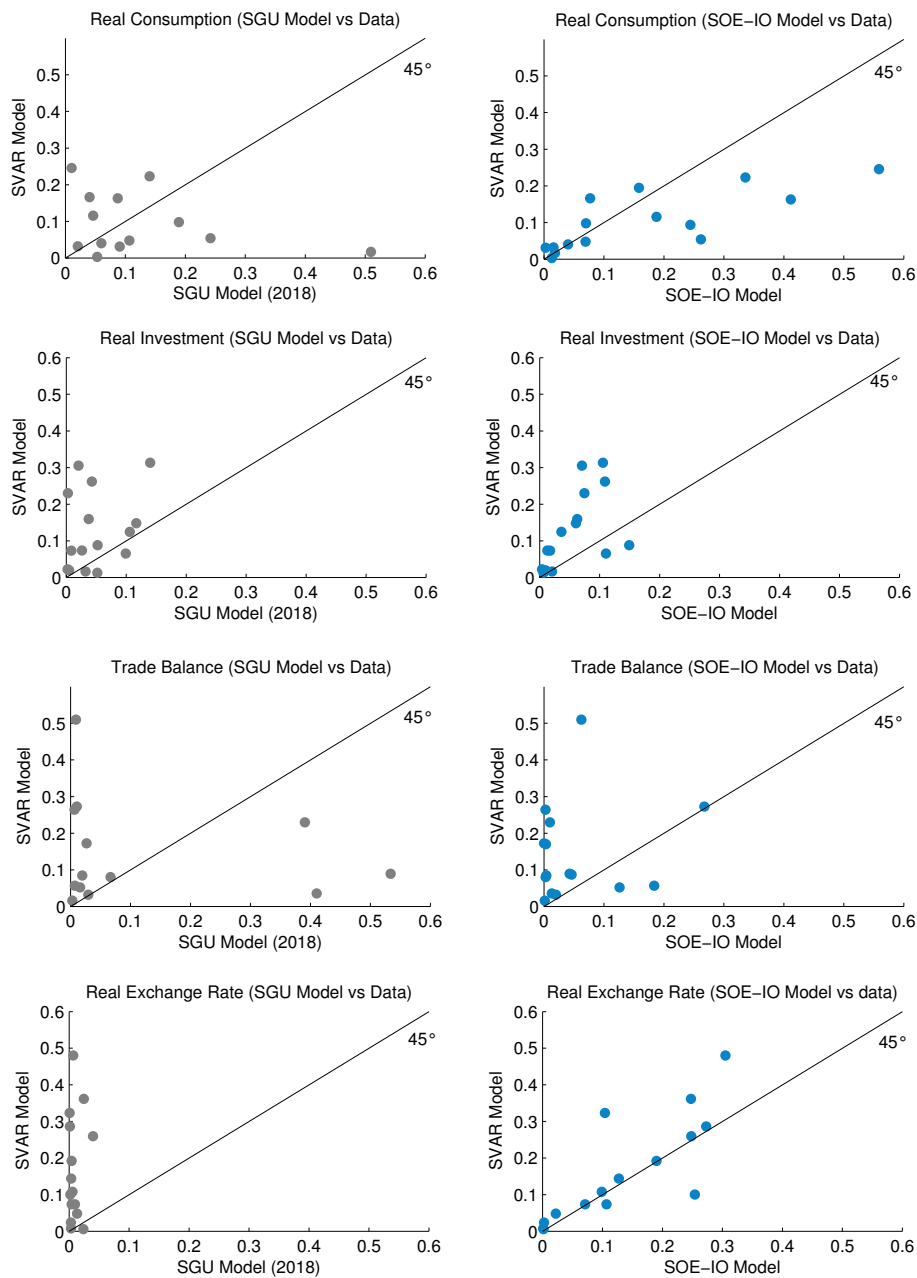 Real Consumption (SGU Model vs Data)
SVAR Model
0.5
0.4
0.3
0.2
0.1
0
0 0.1 0.2 0.3 0.4 0.5 0.6
45°
SGU Model (2018)
Real Consumption (SOE−IO Model vs Data)
SVAR Model
0.5
0.4
0.3
0.2
0.1
0
0 0.1 0.2 0.3 0.4 0.5 0.6
45°
SOE−IO Model
Real Investment (SGU Model vs Data)
SVAR Model
0.6
0.5
0.4
0.3
0.2
0.1
0
0 0.1 0.2 0.3 0.4 0.5 0.6
45°
SGU Model (2018)
Real Investment (SOE−IO Model vs Data)
SVAR Model
0.6
0.5
0.4
0.3
0.2
0.1
0
0 0.1 0.2 0.3 0.4 0.5 0.6
45°
SOE−IO Model
Trade Balance (SGU Model vs Data)
SVAR Model
0.5
0.4
0.3
0.2
0.1
0
0 0.1 0.2 0.3 0.4 0.5 0.6
45°
SGU Model (2018)
Trade Balance (SOE−IO Model vs Data)
SVAR Model
0.5
0.4
0.3
0.2
0.1
0
0 0.1 0.2 0.3 0.4 0.5 0.6
45°
SOE−IO Model
Real Exchange Rate (SGU Model vs Data)
SVAR Model
0.6
0.5
0.4
0.3
0.2
0.1
0
0 0.1 0.2 0.3 0.4 0.5 0.6
45°
SGU Model (2018)
Real Exchange Rate (SOE−IO Model vs data)
SVAR Model
0.6
0.5
0.4
0.3
0.2
0.1
0
0 0.1 0.2 0.3 0.4 0.5 0.6
45°
SOE−IO Model